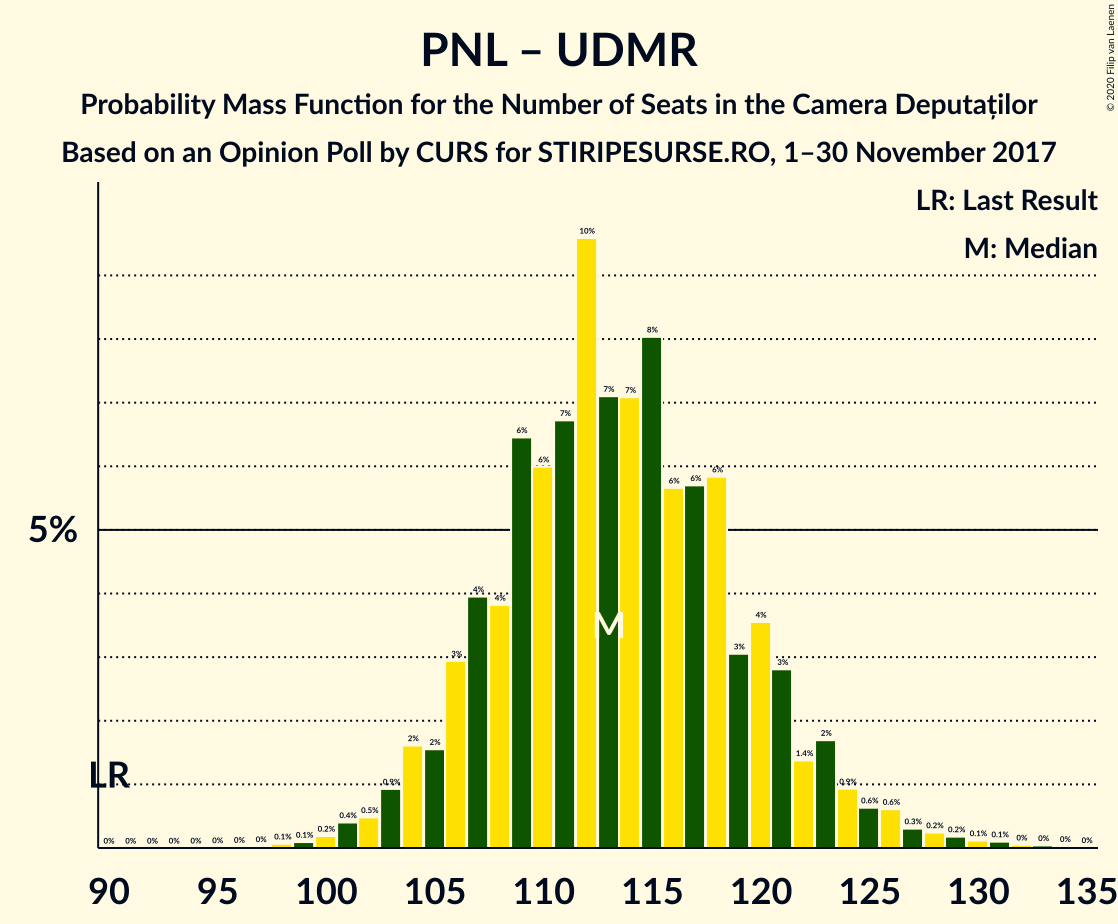 PNL – UDMR
Probability Mass Function for the Number of Seats in the Camera Deputaților
Based on an Opinion Poll by CURS for STIRIPESURSE.RO, 1–30 November 2017
© 2020 Filip van Laenen
LR: Last Result
M: Median
5%
LR
M
0% 0% 0% 0% 0% 0% 0% 0% 0.1% 0.1% 0.2% 0.4% 0.5% 0.9% 2% 2% 3% 4% 4% 6% 6% 7% 10% 7% 7% 8% 6% 6% 6% 3% 4% 3% 1.4% 2% 0.9% 0.6% 0.6% 0.3% 0.2% 0.2% 0.1% 0.1% 0% 0% 0% 0%
90 95 100 105 110 115 120 125 130 135